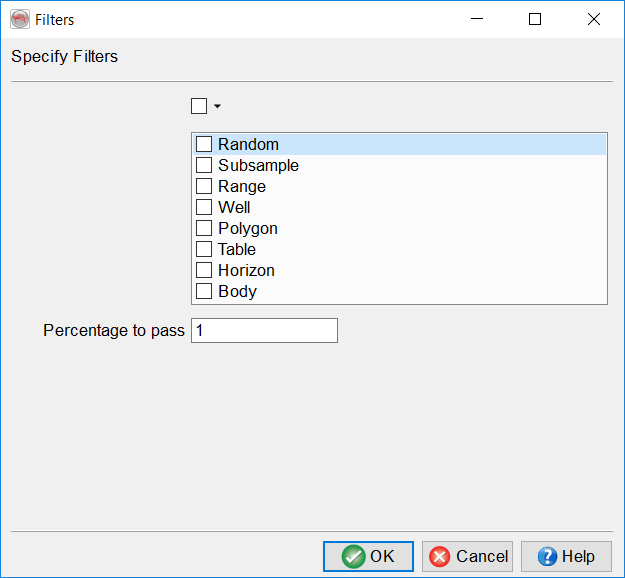 Filters
Specify Filters
Random
Subsample
Range
Well
Polygon
Table
Horizon
Body
Percentage to pass 1
OK Cancel Help